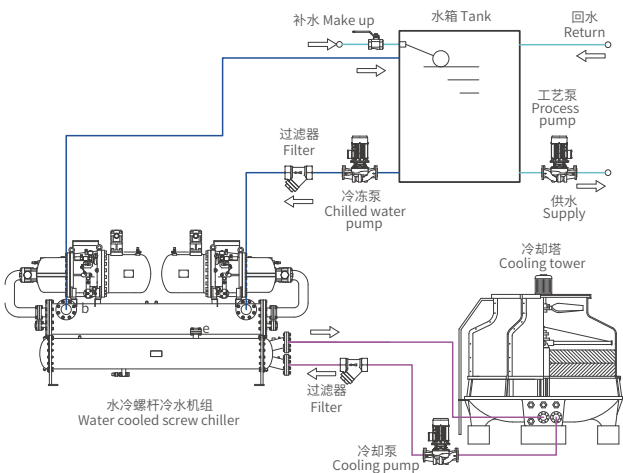 补水 Make up
水箱 Tank
回水
Return
工艺泵
Process
pump
过滤器
Filter
冷冻泵
Chilled water
pump
供水
Supply
冷却塔
Cooling tower
b
e
过滤器
Filter
水冷螺杆冷水机组
Water cooled screw chiller
冷却泵
Cooling pump